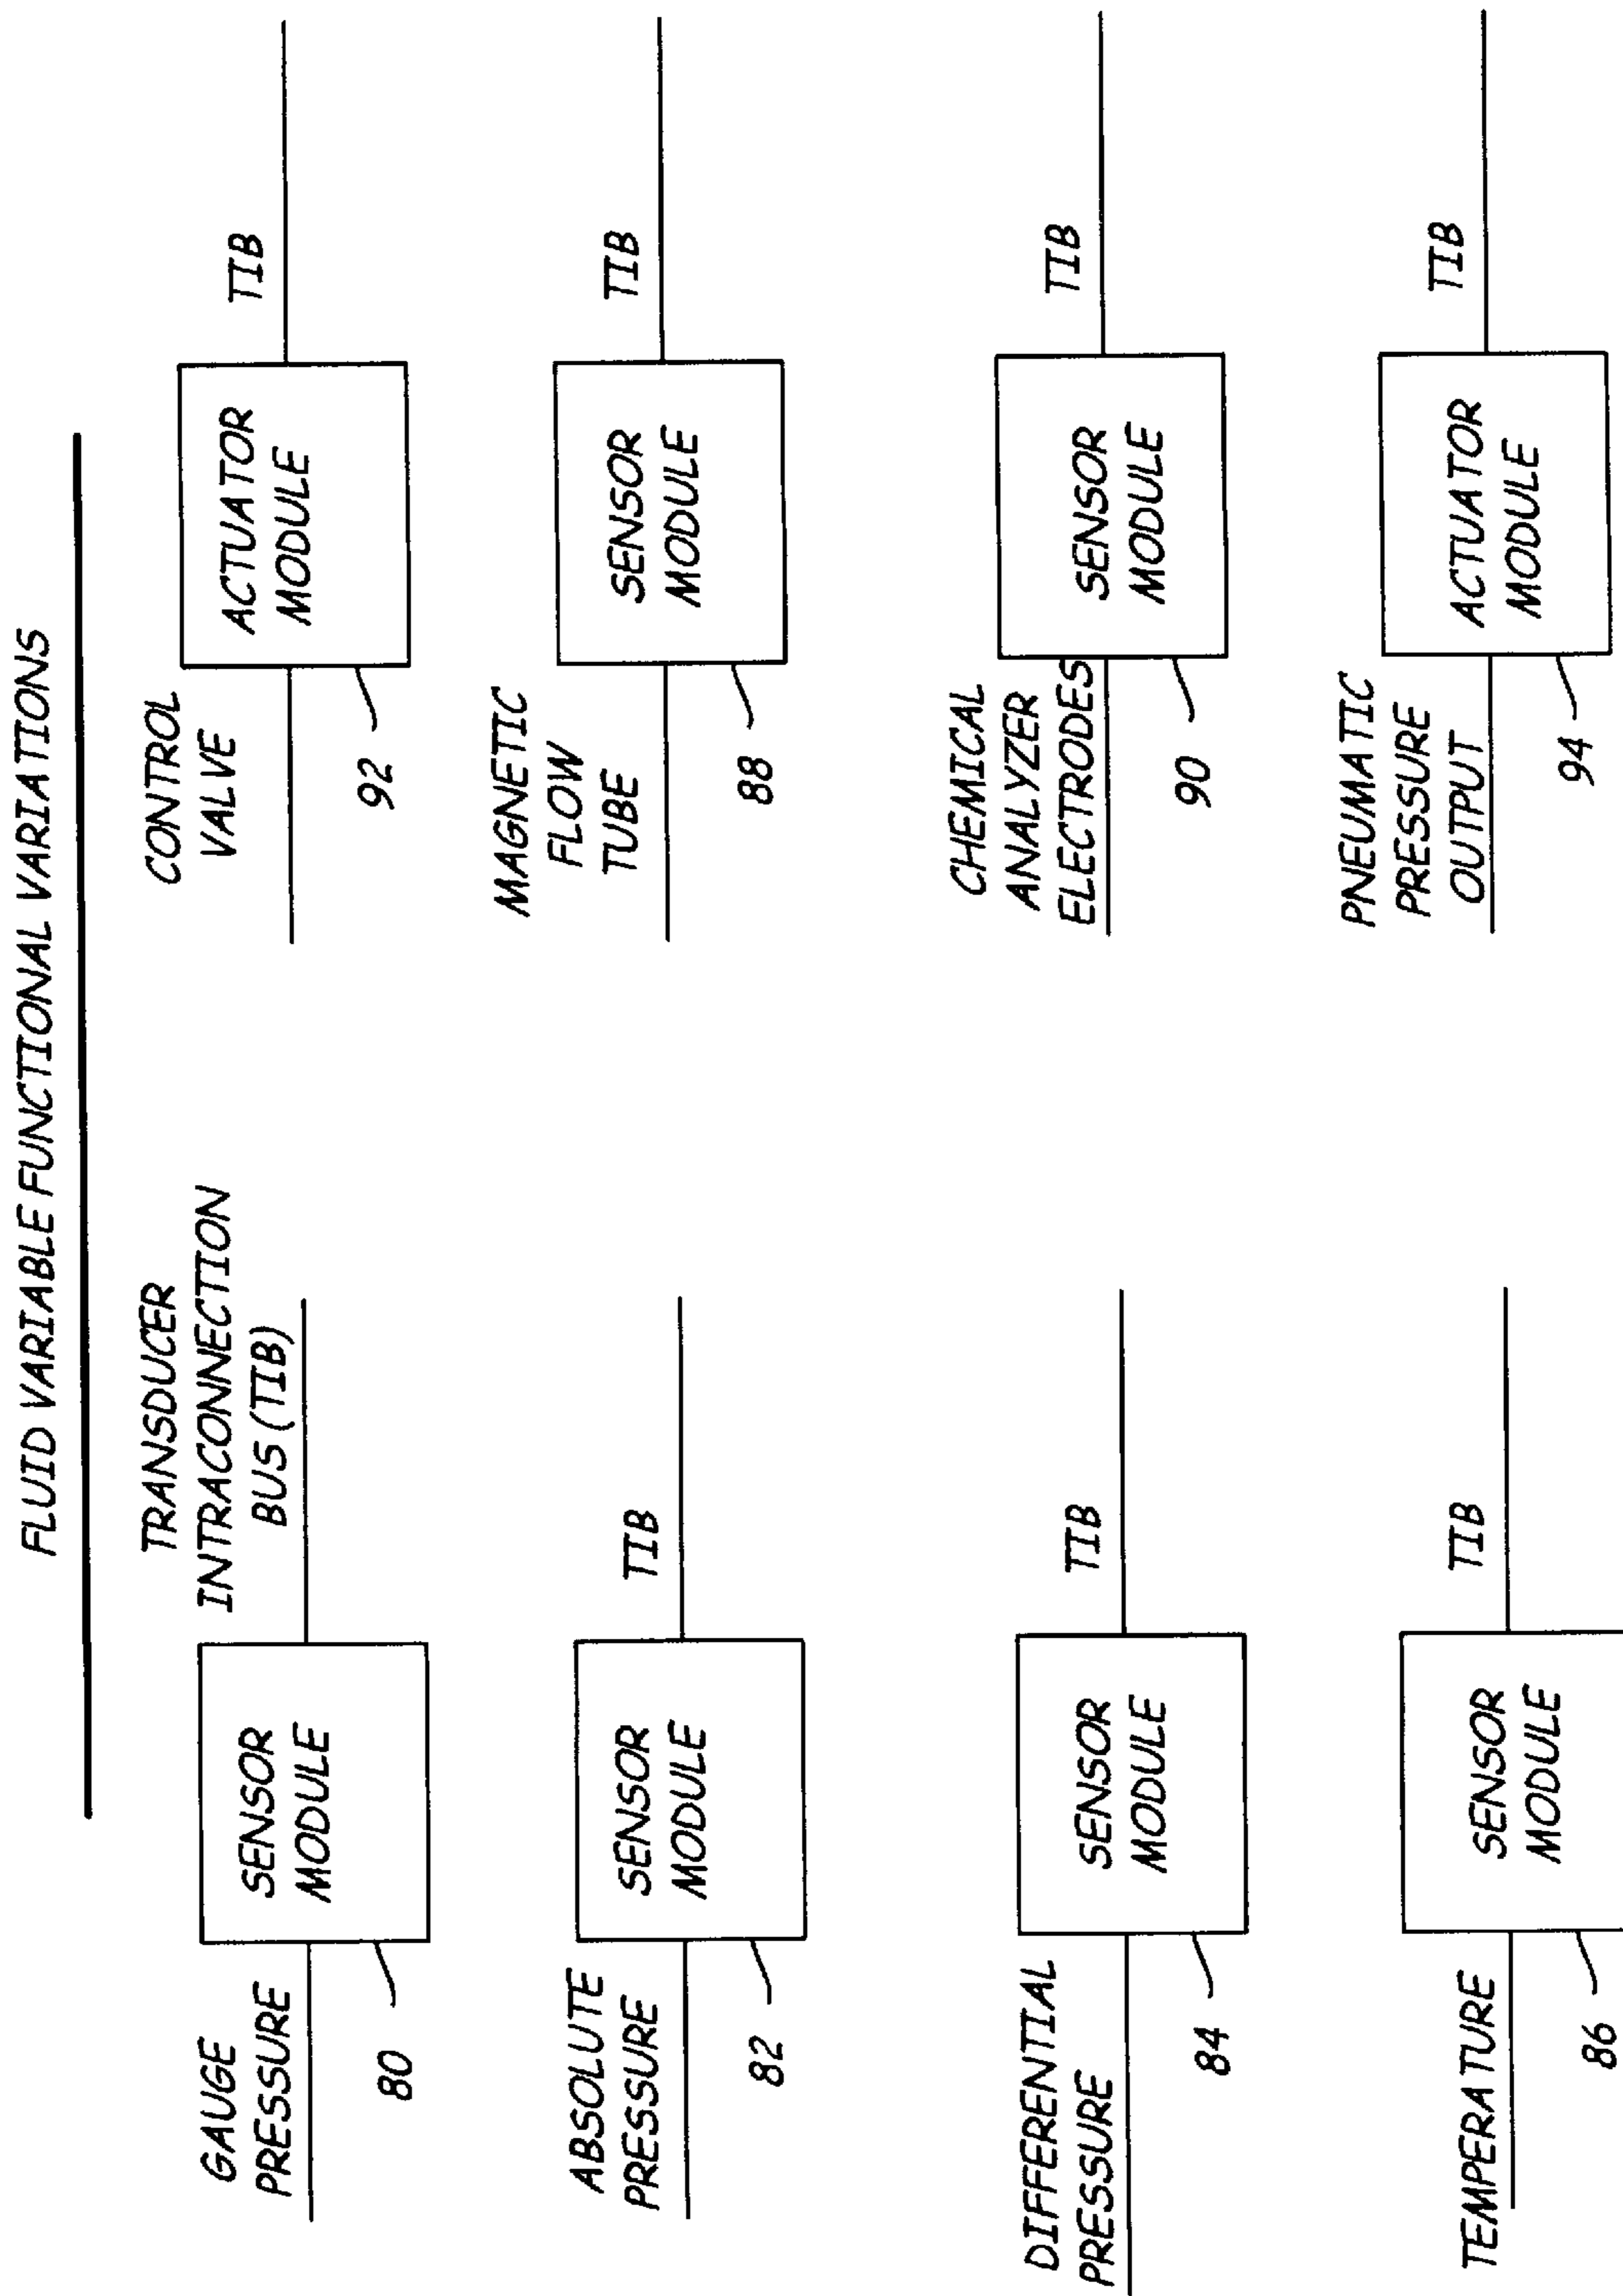 FLUID VARIABLE FUNCTIONAL VARIATIONS
GAUGE
PRESSURE
80
SENSOR
MODULE
TRANSDUCER
INTRACONNECTION
BUS (TIB)
CONTROL
VALVE
92
ACTUATOR
MODULE
TIB
ABSOLUTE
PRESSURE
82
SENSOR
MODULE
TIB
MAGNETIC
FLOW
TUBE
88
SENSOR
MODULE
TIB
DIFFERENTIAL
PRESSURE
84
SENSOR
MODULE
TIB
CHEMICAL
ANALYZER
ELECTRODES
90
SENSOR
MODULE
TIB
TEMPERATURE
86
SENSOR
MODULE
TIB
PNEUMATIC
PRESSURE
OUTPUT
94
ACTUATOR
MODULE
TIB